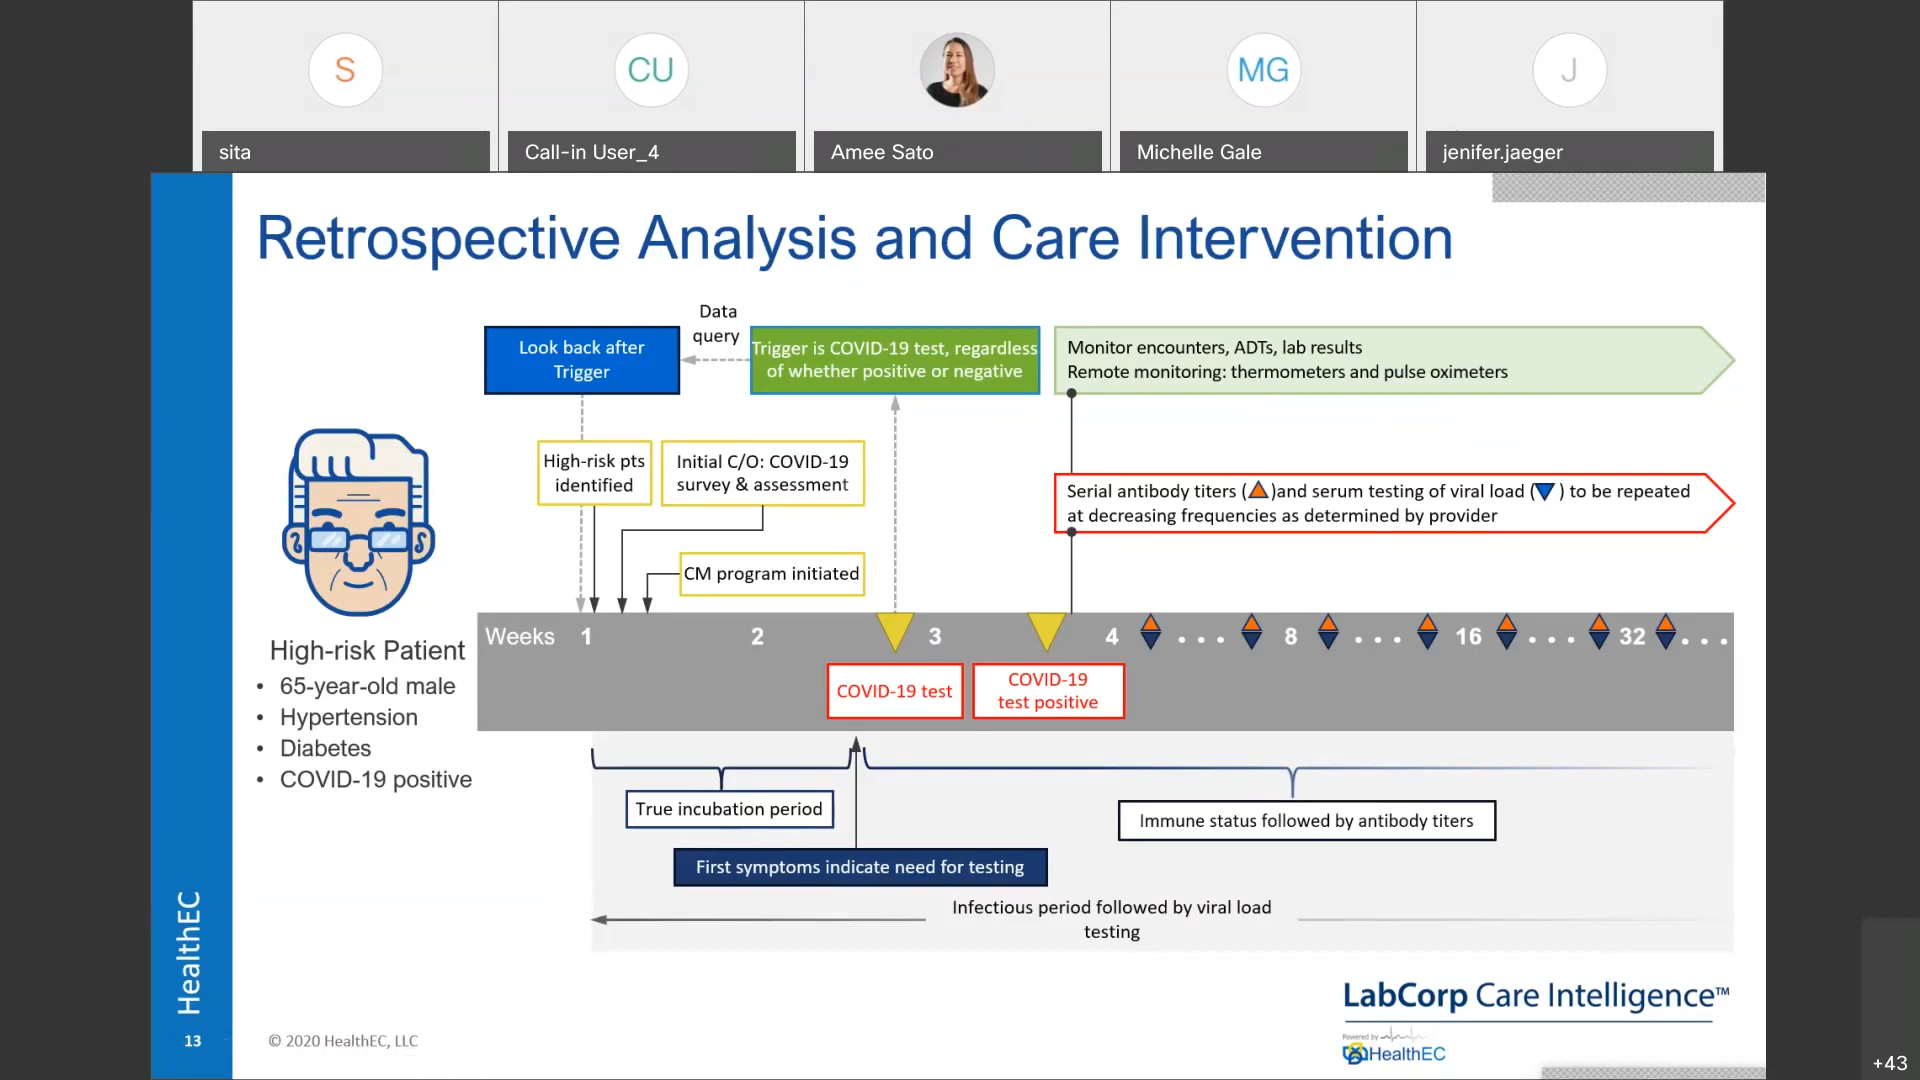 S
CU
MG
J
sita
Call-in User_4
Amee Sato
Michelle Gale
jenifer.jaeger
Retrospective Analysis and Care Intervention
Look back after
Trigger
Data
query
Trigger is COVID-19 test, regardless
of whether positive or negative
Monitor encounters, ADTs, lab results
Remote monitoring: thermometers and pulse oximeters
High-risk pts
identified
Initial C/O: COVID-19
survey & assessment
Serial antibody titers ( ) and serum testing of viral load ( ) to be repeated
at decreasing frequencies as determined by provider
CM program initiated
Weeks 1 2 3 4 . . . 8 . . . 16 . . . 32 . . .
COVID-19 test
COVID-19
test positive
High-risk Patient
• 65-year-old male
• Hypertension
• Diabetes
• COVID-19 positive
True incubation period
Immune status followed by antibody titers
First symptoms indicate need for testing
Infectious period followed by viral load
testing
HealthEC
13
© 2020 HealthEC, LLC
LabCorp Care Intelligence™
Powered by
HealthEC
+43